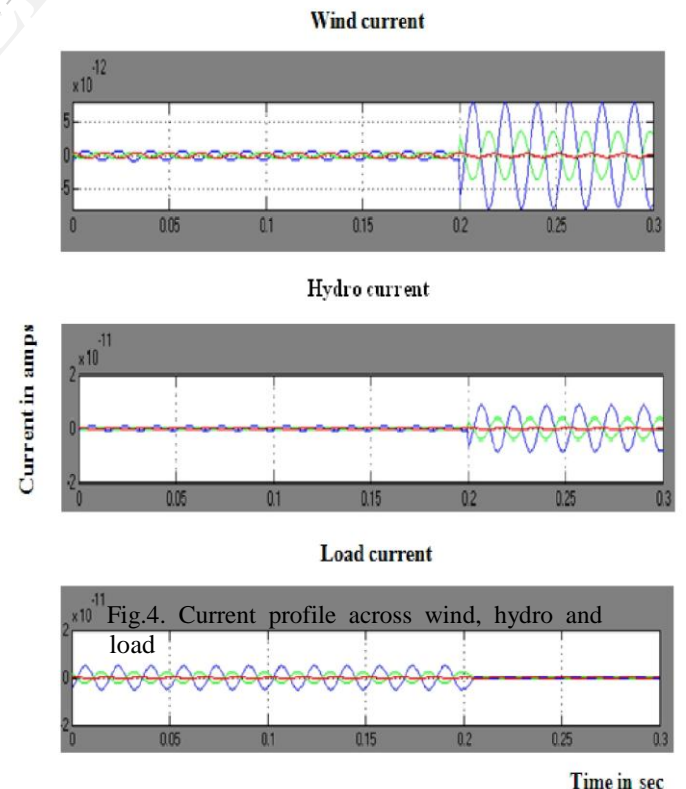 Wind current
x10 -12
5
0
-5
0 0.05 0.1 0.15 0.2 0.25 0.3
Hydro current
Current in amps
x10 -11
2
0
-2
0 0.05 0.1 0.15 0.2 0.25 0.3
Load current
x10 -11
Fig.4. Current profile across wind, hydro and
load
2
0
-2
0 0.05 0.1 0.15 0.2 0.25 0.3
Time in sec